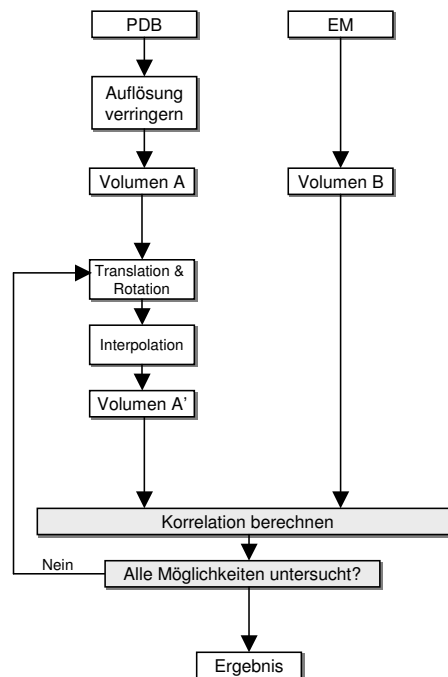 PDB
EM
Auflösung
verringern
Volumen A
Volumen B
Translation &
Rotation
Interpolation
Volumen A'
Korrelation berechnen
Nein
Alle Möglichkeiten untersucht?
Ergebnis